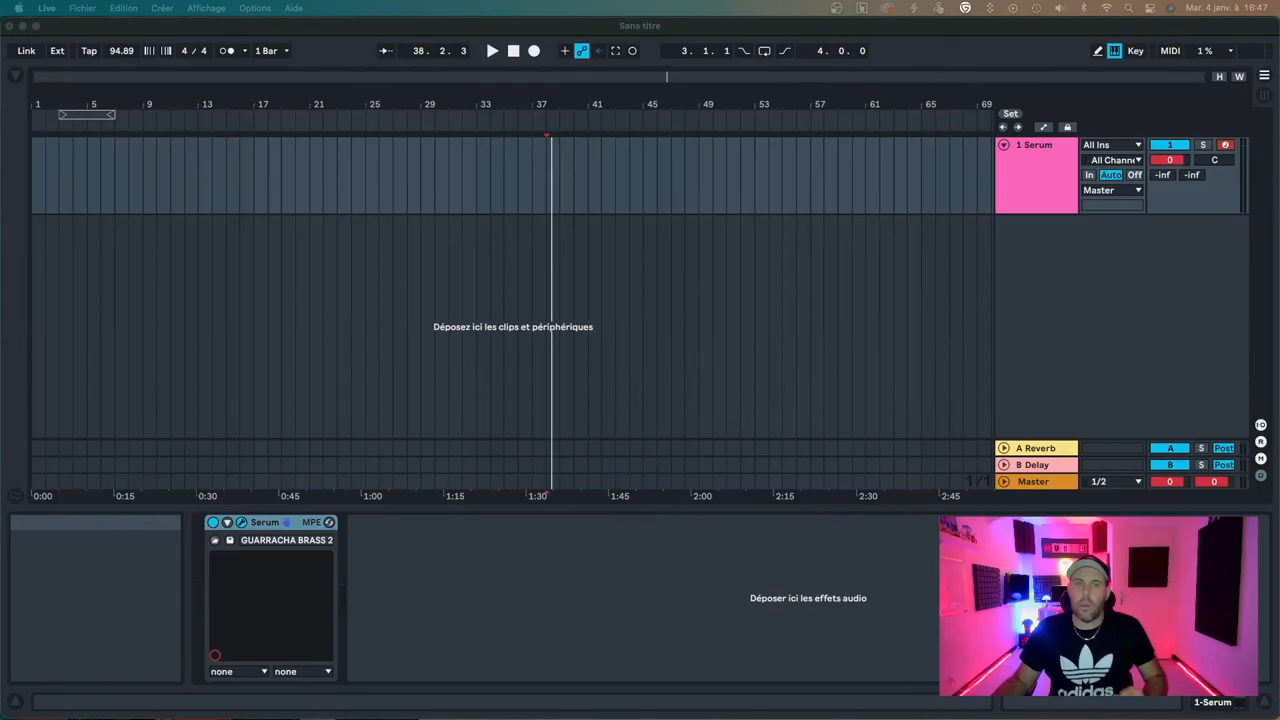 Live Fichier Edition Créer Affichage Options Aide Mar. 4 janv. à 16:47
Sans titre
Link Ext Tap 94.89 4 / 4 1 Bar 38. 2. 3 3. 1. 1 4. 0. 0 Key MIDI 1 %
H W
1 5 9 13 17 21 25 29 33 37 41 45 49 53 57 61 65 69
Set
1 Serum All Ins 1 S
All Channe 0 C
In Auto Off -inf -inf
Master
Déposez ici les clips et périphériques
A Reverb A S Post
B Delay B S Post
1/1 Master 1/2 0 0
0:00 0:15 0:30 0:45 1:00 1:15 1:30 1:45 2:00 2:15 2:30 2:45
Serum MPE
GUARRACHA BRASS 2
Déposer ici les effets audio
none none
adidas
1-Serum